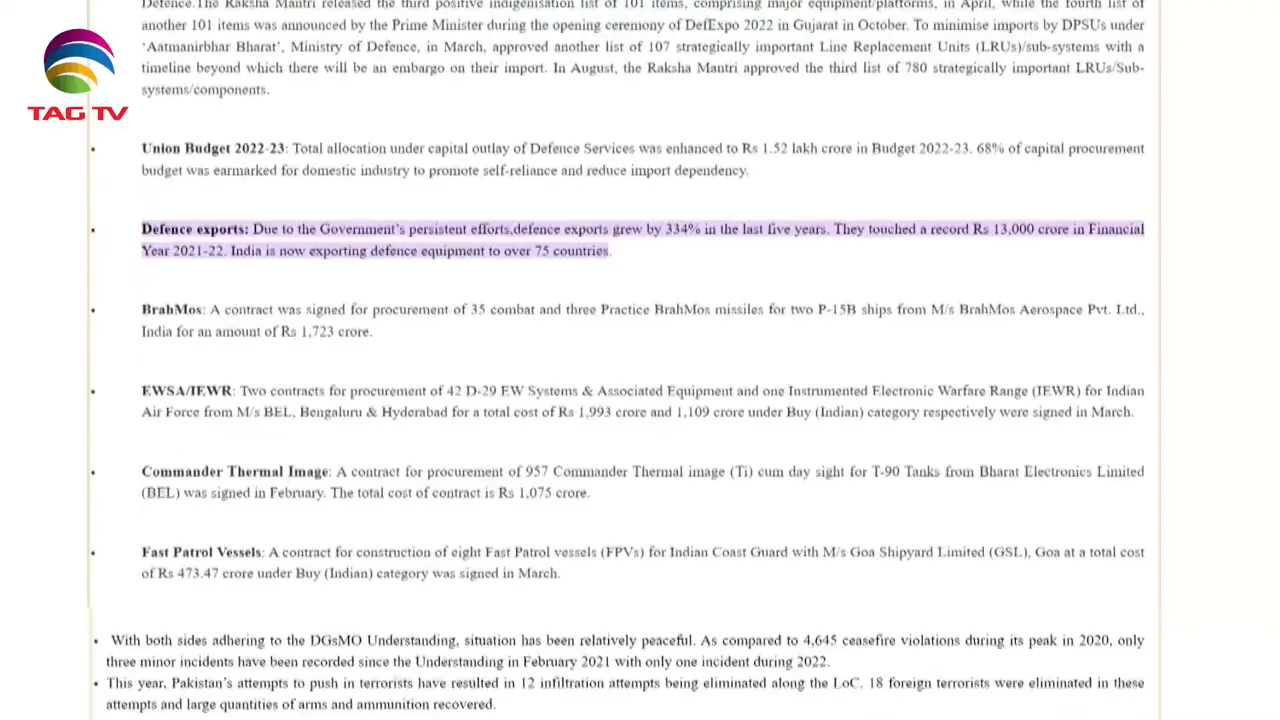 Defence.The Raksha Mantri released the third positive indigenisation list of 101 items, comprising major equipment/platforms, in April, while the fourth list of
another 101 items was announced by the Prime Minister during the opening ceremony of DefExpo 2022 in Gujarat in October. To minimise imports by DPSUs under
‘Aatmanirbhar Bharat’, Ministry of Defence, in March, approved another list of 107 strategically important Line Replacement Units (LRUs)/sub-systems with a
timeline beyond which there will be an embargo on their import. In August, the Raksha Mantri approved the third list of 780 strategically important LRUs/Sub-
systems/components.
TAG TV
• Union Budget 2022-23: Total allocation under capital outlay of Defence Services was enhanced to Rs 1.52 lakh crore in Budget 2022-23. 68% of capital procurement
budget was earmarked for domestic industry to promote self-reliance and reduce import dependency.
• Defence exports: Due to the Government’s persistent efforts,defence exports grew by 334% in the last five years. They touched a record Rs 13,000 crore in Financial
Year 2021-22. India is now exporting defence equipment to over 75 countries.
• BrahMos: A contract was signed for procurement of 35 combat and three Practice BrahMos missiles for two P-15B ships from M/s BrahMos Aerospace Pvt. Ltd.,
India for an amount of Rs 1,723 crore.
• EWSA/IEWR: Two contracts for procurement of 42 D-29 EW Systems & Associated Equipment and one Instrumented Electronic Warfare Range (IEWR) for Indian
Air Force from M/s BEL, Bengaluru & Hyderabad for a total cost of Rs 1,993 crore and 1,109 crore under Buy (Indian) category respectively were signed in March.
• Commander Thermal Image: A contract for procurement of 957 Commander Thermal image (Ti) cum day sight for T-90 Tanks from Bharat Electronics Limited
(BEL) was signed in February. The total cost of contract is Rs 1,075 crore.
• Fast Patrol Vessels: A contract for construction of eight Fast Patrol vessels (FPVs) for Indian Coast Guard with M/s Goa Shipyard Limited (GSL), Goa at a total cost
of Rs 473.47 crore under Buy (Indian) category was signed in March.
• With both sides adhering to the DGsMO Understanding, situation has been relatively peaceful. As compared to 4,645 ceasefire violations during its peak in 2020, only
three minor incidents have been recorded since the Understanding in February 2021 with only one incident during 2022.
• This year, Pakistan’s attempts to push in terrorists have resulted in 12 infiltration attempts being eliminated along the LoC. 18 foreign terrorists were eliminated in these
attempts and large quantities of arms and ammunition recovered.